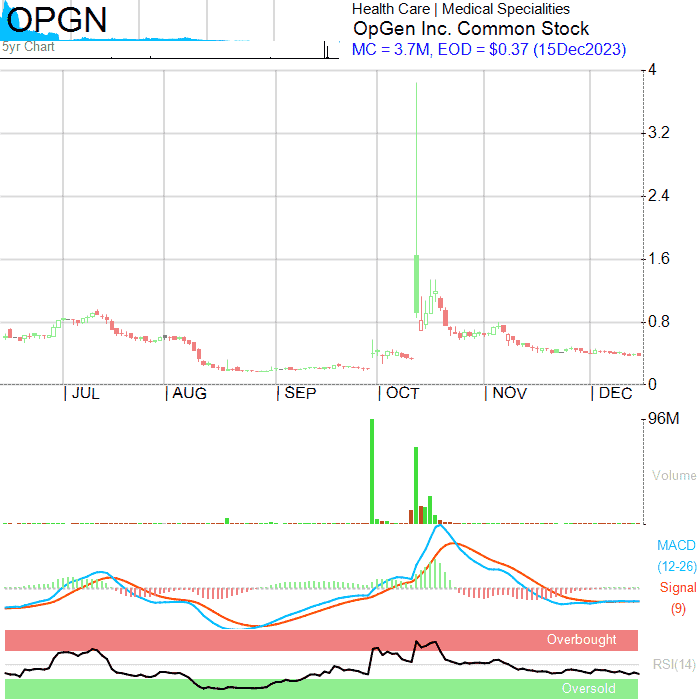 OPGN
5yr Chart
Health Care | Medical Specialities
OpGen Inc. Common Stock
MC = 3.7M, EOD = $0.37 (15Dec2023)
4
3.2
2.4
1.6
0.8
0
| JUL | AUG | SEP | OCT | NOV | DEC
96M
Volume
MACD
(12-26)
Signal
(9)
Overbought
RSI(14)
Oversold